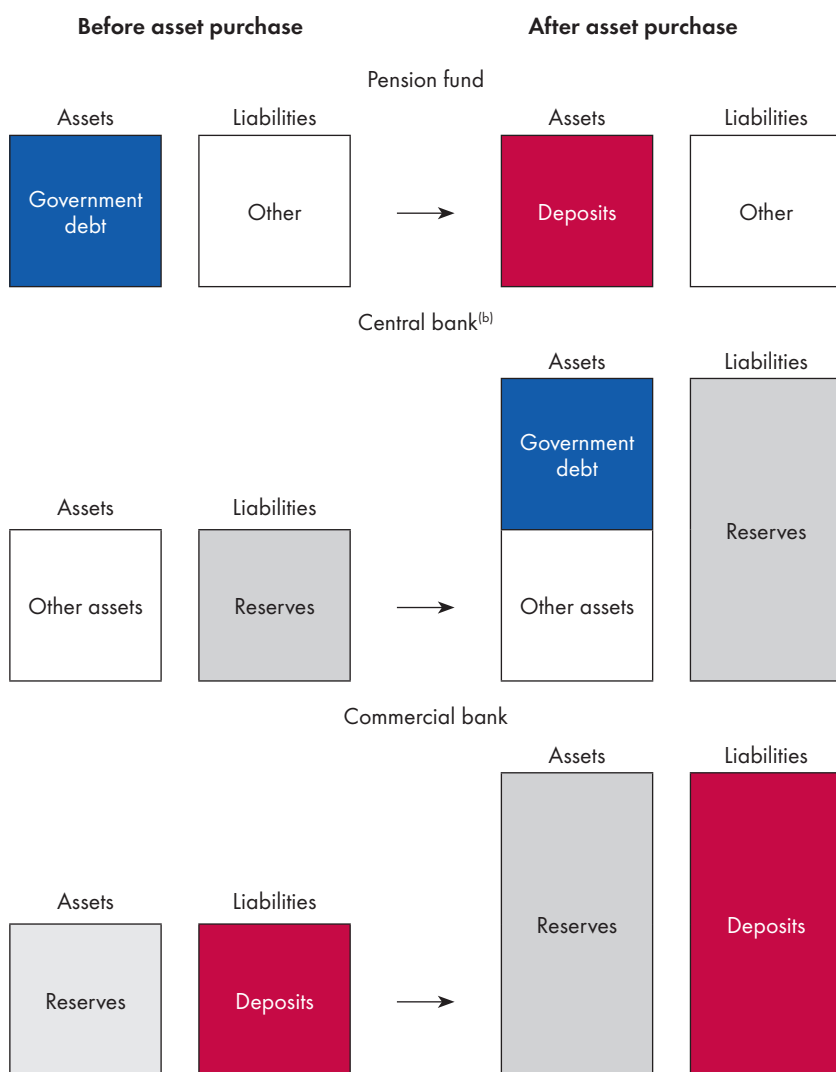 Before asset purchase After asset purchase
Pension fund
Assets Liabilities Assets Liabilities
Government
debt
Other
Deposits
Other
Central bank(b)
Assets Liabilities
Government
debt
Assets Liabilities
Reserves
Other assets
Reserves
Other assets
Commercial bank
Assets Liabilities
Assets Liabilities
Reserves
Deposits
Reserves
Deposits